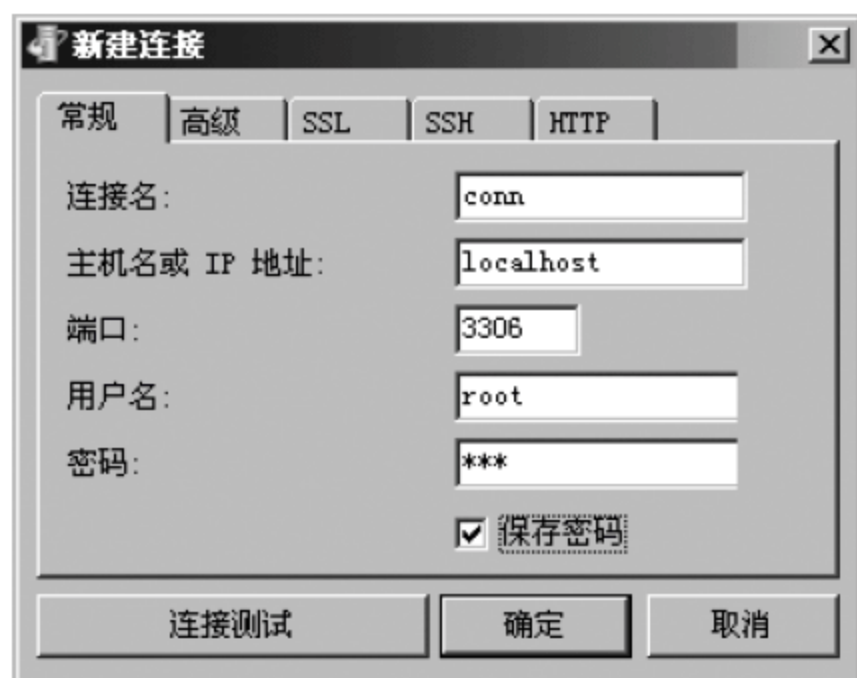 新建连接
常规 高级 SSL SSH HTTP
连接名: conn
主机名或 IP 地址: localhost
端口: 3306
用户名: root
密码: ***
保存密码
连接测试 确定 取消